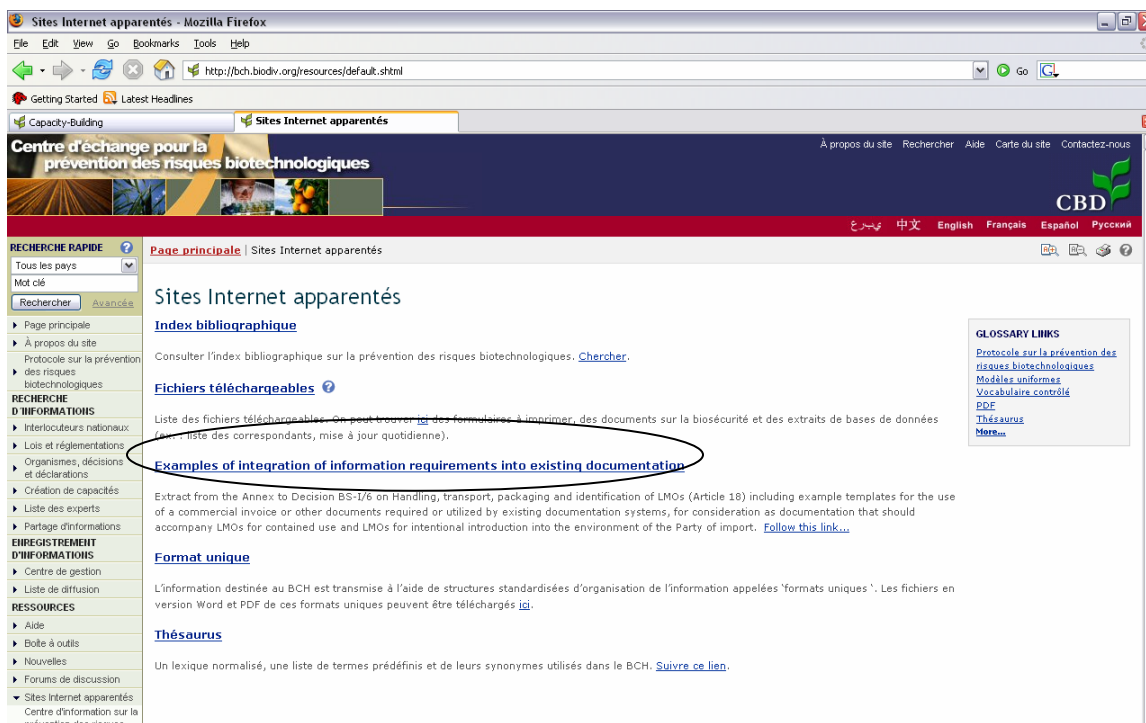 Sites Internet apparentés - Mozilla Firefox
File Edit View Go Bookmarks Tools Help
http://bch.biodiv.org/resources/default.shtml Go
Getting Started Latest Headlines
Capacity-Building Sites Internet apparentés
Centre d'échange pour la
prévention des risques biotechnologiques
À propos du site Rechercher Aide Carte du site Contactez-nous
CBD
中文 English Français Español Русский
RECHERCHE RAPIDE
Tous les pays
Mot clé
Rechercher Avancée
Page principale
À propos du site
Protocole sur la prévention
des risques
biotechnologiques
RECHERCHE
D'INFORMATIONS
Interlocuteurs nationaux
Lois et réglementations
Organismes, décisions
et déclarations
Création de capacités
Liste des experts
Partage d'informations
ENREGISTREMENT
D'INFORMATIONS
Centre de gestion
Liste de diffusion
RESSOURCES
Aide
Boîte à outils
Nouvelles
Forums de discussion
Sites Internet apparentés
Centre d'information sur la
Page principale | Sites Internet apparentés
Sites Internet apparentés
Index bibliographique
Consulter l'index bibliographique sur la prévention des risques biotechnologiques. Chercher.
Fichiers téléchargeables
Liste des fichiers téléchargeables. On peut trouver ici des formulaires à imprimer, des documents sur la biosécurité et des extraits de bases de données
(ex. : liste des correspondants, mise à jour quotidienne).
Examples of integration of information requirements into existing documentation
Extract from the Annex to Decision BS-I/6 on Handling, transport, packaging and identification of LMOs (Article 18) including example templates for the use
of a commercial invoice or other documents required or utilized by existing documentation systems, for consideration as documentation that should
accompany LMOs for contained use and LMOs for intentional introduction into the environment of the Party of import. Follow this link...
Format unique
L'information destinée au BCH est transmise à l'aide de structures standardisées d'organisation de l'information appelées 'formats uniques '. Les fichiers en
version Word et PDF de ces formats uniques peuvent être téléchargés ici.
Thésaurus
Un lexique normalisé, une liste de termes prédéfinis et de leurs synonymes utilisés dans le BCH. Suivre ce lien.
GLOSSARY LINKS
Protocole sur la prévention des
risques biotechnologiques
Modèles uniformes
Vocabulaire contrôlé
PDF
Thésaurus
More...